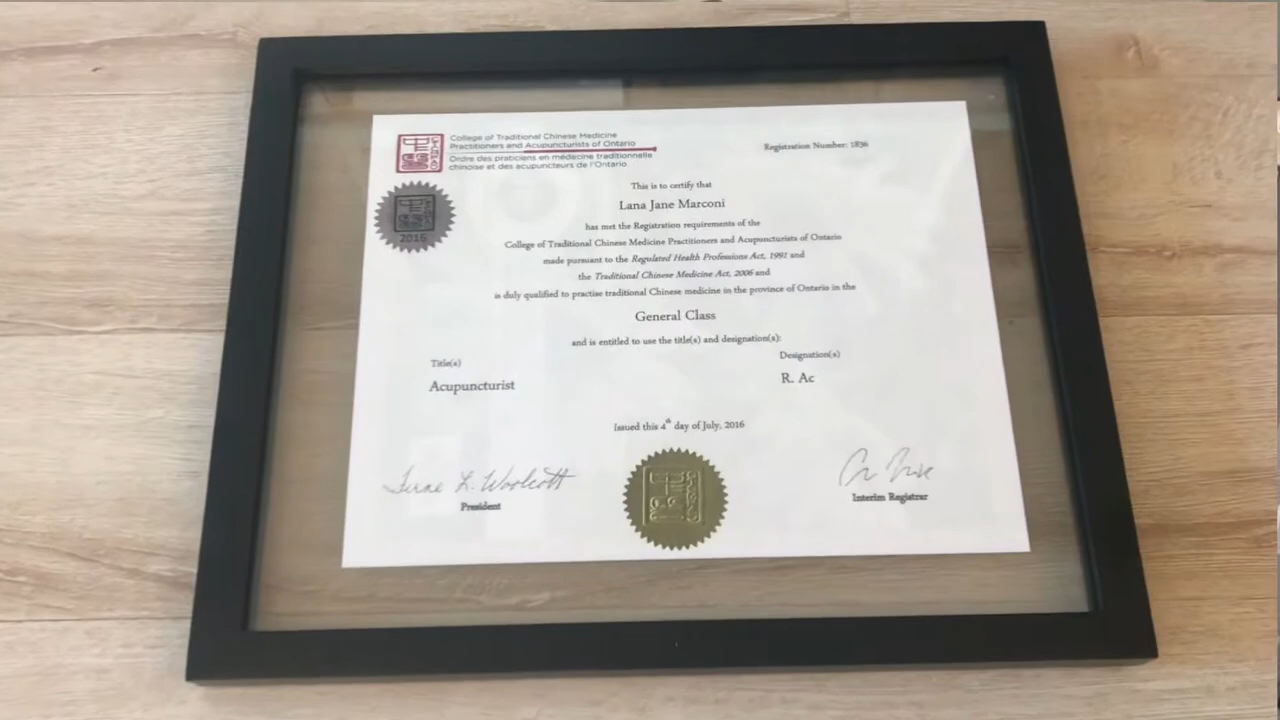 College of Traditional Chinese Medicine
Practitioners and Acupuncturists of Ontario
Ordre des praticiens en médecine traditionnelle
chinoise et des acupuncteurs de l'Ontario
Registration Number: 1836
2016
This is to certify that
Lana Jane Marconi
has met the Registration requirements of the
College of Traditional Chinese Medicine Practitioners and Acupuncturists of Ontario
made pursuant to the Regulated Health Professions Act, 1991 and
the Traditional Chinese Medicine Act, 2006 and
is duly qualified to practise traditional Chinese medicine in the province of Ontario in the
General Class
and is entitled to use the title(s) and designation(s):
Title(s)
Designation(s)
Acupuncturist
R. Ac
Issued this 4th day of July, 2016
President
Interim Registrar